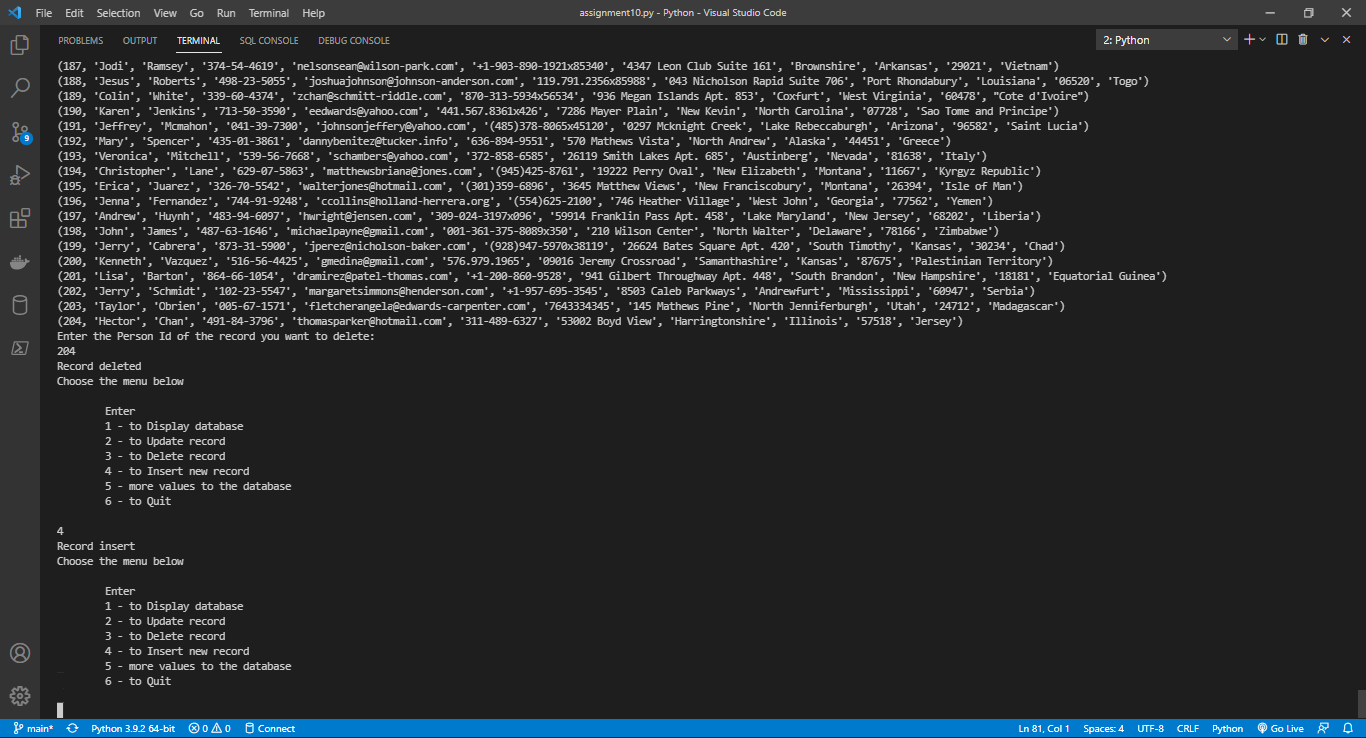 File Edit Selection View Go Run Terminal Help assignment10.py - Python - Visual Studio Code
PROBLEMS OUTPUT TERMINAL SQL CONSOLE DEBUG CONSOLE 2: Python
(187, 'Jodi', 'Ramsey', '374-54-4619', 'nelsonsean@wilson-park.com', '+1-903-890-1921x85340', '4347 Leon Club Suite 161', 'Brownshire', 'Arkansas', '29021', 'Vietnam')
(188, 'Jesus', 'Roberts', '498-23-5055', 'joshuajohnson@johnson-anderson.com', '119.791.2356x85988', '043 Nicholson Rapid Suite 706', 'Port Rhondabury', 'Louisiana', '06520', 'Togo')
(189, 'Colin', 'White', '339-60-4374', 'zchan@schmitt-riddle.com', '870-313-5934x56534', '936 Megan Islands Apt. 853', 'Coxfurt', 'West Virginia', '60478', "Cote d'Ivoire")
(190, 'Karen', 'Jenkins', '713-50-3590', 'eedwards@yahoo.com', '441.567.8361x426', '7286 Mayer Plain', 'New Kevin', 'North Carolina', '07728', 'Sao Tome and Principe')
(191, 'Jeffrey', 'Mcmahon', '041-39-7300', 'johnsonjeffery@yahoo.com', '(485)378-8065x45120', '0297 Mcknight Creek', 'Lake Rebeccaburgh', 'Arizona', '96582', 'Saint Lucia')
(192, 'Mary', 'Spencer', '435-01-3861', 'dannybenitez@tucker.info', '636-894-9551', '570 Mathews Vista', 'North Andrew', 'Alaska', '44451', 'Greece')
(193, 'Veronica', 'Mitchell', '539-56-7668', 'schambers@yahoo.com', '372-858-6585', '26119 Smith Lakes Apt. 685', 'Austinberg', 'Nevada', '81638', 'Italy')
(194, 'Christopher', 'Lane', '629-07-5863', 'matthewsbriana@jones.com', '(945)425-8761', '19222 Perry Oval', 'New Elizabeth', 'Montana', '11667', 'Kyrgyz Republic')
(195, 'Erica', 'Juarez', '326-70-5542', 'walterjones@hotmail.com', '(301)359-6896', '3645 Matthew Views', 'New Franciscobury', 'Montana', '26394', 'Isle of Man')
(196, 'Jenna', 'Fernandez', '744-91-9248', 'ccollins@holland-herrera.org', '(554)625-2100', '746 Heather Village', 'West John', 'Georgia', '77562', 'Yemen')
(197, 'Andrew', 'Huynh', '483-94-6097', 'hwright@jensen.com', '309-024-3197x096', '59914 Franklin Pass Apt. 458', 'Lake Maryland', 'New Jersey', '68202', 'Liberia')
(198, 'John', 'James', '487-63-1646', 'michaelpayne@gmail.com', '001-361-375-8089x350', '210 Wilson Center', 'North Walter', 'Delaware', '78166', 'Zimbabwe')
(199, 'Jerry', 'Cabrera', '873-31-5900', 'jperez@nicholson-baker.com', '(928)947-5970x38119', '26624 Bates Square Apt. 420', 'South Timothy', 'Kansas', '30234', 'Chad')
(200, 'Kenneth', 'Vazquez', '516-56-4425', 'gmedina@gmail.com', '576.979.1965', '09016 Jeremy Crossroad', 'Samanthashire', 'Kansas', '87675', 'Palestinian Territory')
(201, 'Lisa', 'Barton', '864-66-1054', 'dramirez@patel-thomas.com', '+1-200-860-9528', '941 Gilbert Throughway Apt. 448', 'South Brandon', 'New Hampshire', '18181', 'Equatorial Guinea')
(202, 'Jerry', 'Schmidt', '102-23-5547', 'margaretsimmons@henderson.com', '+1-957-695-3545', '8503 Caleb Parkways', 'Andrewfurt', 'Mississippi', '60947', 'Serbia')
(203, 'Taylor', 'Obrien', '005-67-1571', 'fletcherangela@edwards-carpenter.com', '7643334345', '145 Mathews Pine', 'North Jenniferburgh', 'Utah', '24712', 'Madagascar')
(204, 'Hector', 'Chan', '491-84-3796', 'thomasparker@hotmail.com', '311-489-6327', '53002 Boyd View', 'Harringtonshire', 'Illinois', '57518', 'Jersey')
Enter the Person Id of the record you want to delete:
204
Record deleted
Choose the menu below
Enter
1 - to Display database
2 - to Update record
3 - to Delete record
4 - to Insert new record
5 - more values to the database
6 - to Quit
4
Record insert
Choose the menu below
Enter
1 - to Display database
2 - to Update record
3 - to Delete record
4 - to Insert new record
5 - more values to the database
6 - to Quit
9
main* Python 3.9.2 64-bit 0 0 Connect Ln 81, Col 1 Spaces: 4 UTF-8 CRLF Python Go Live